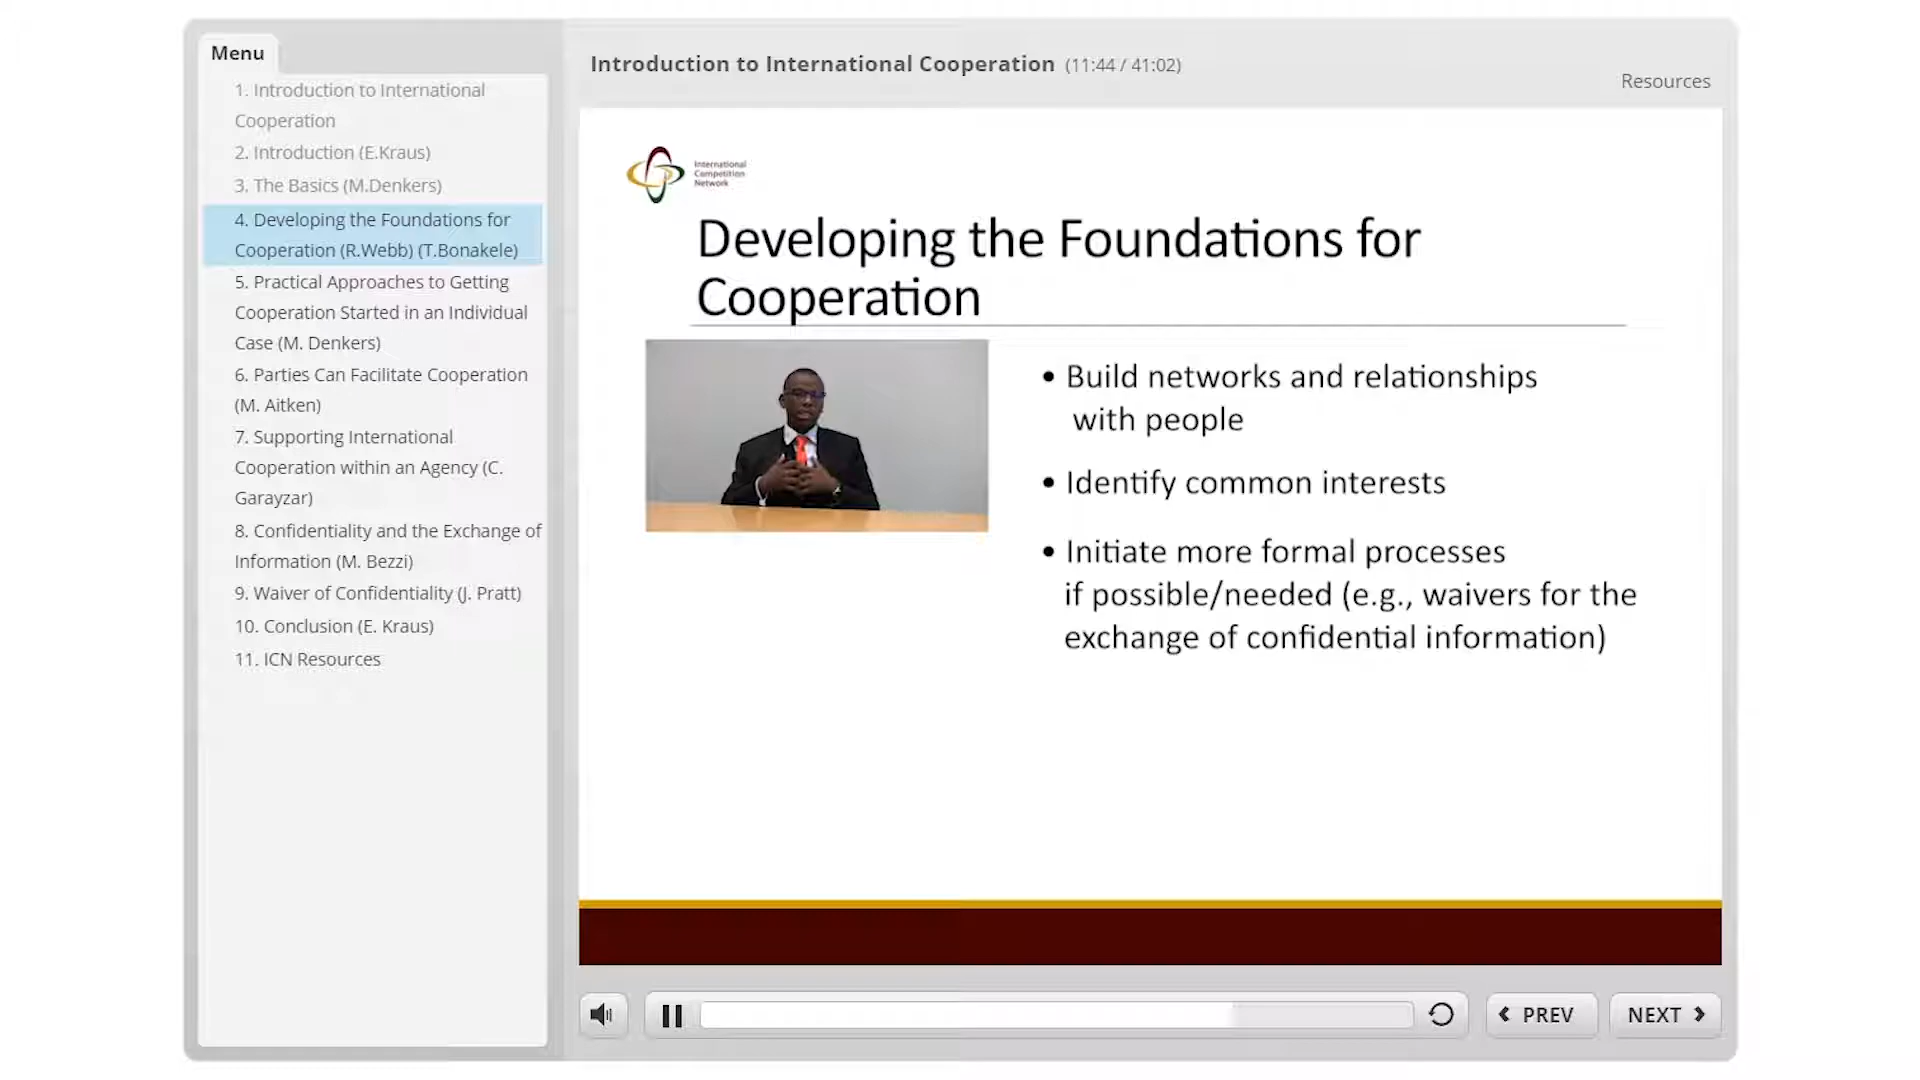 Menu
1. Introduction to International
Cooperation
2. Introduction (E.Kraus)
3. The Basics (M.Denkers)
4. Developing the Foundations for
Cooperation (R.Webb) (T.Bonakele)
5. Practical Approaches to Getting
Cooperation Started in an Individual
Case (M. Denkers)
6. Parties Can Facilitate Cooperation
(M. Aitken)
7. Supporting International
Cooperation within an Agency (C.
Garayzar)
8. Confidentiality and the Exchange of
Information (M. Bezzi)
9. Waiver of Confidentiality (J. Pratt)
10. Conclusion (E. Kraus)
11. ICN Resources
Introduction to International Cooperation (11:44 / 41:02)
Resources
International
Competition
Network
Developing the Foundations for
Cooperation
• Build networks and relationships
with people
• Identify common interests
• Initiate more formal processes
if possible/needed (e.g., waivers for the
exchange of confidential information)
PREV
NEXT